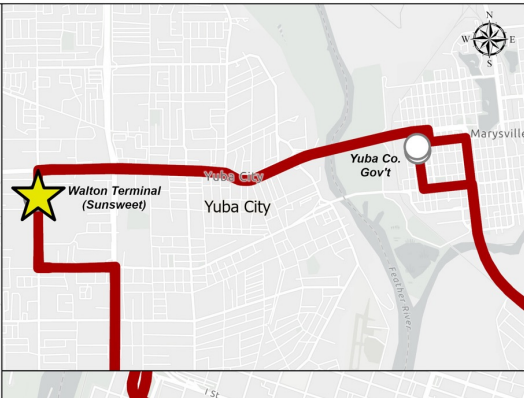 N
W E
S
Marysville
Yuba Co.
Gov't
Yuba City
Walton Terminal
(Sunsweet)
Yuba City
Feather River
I St